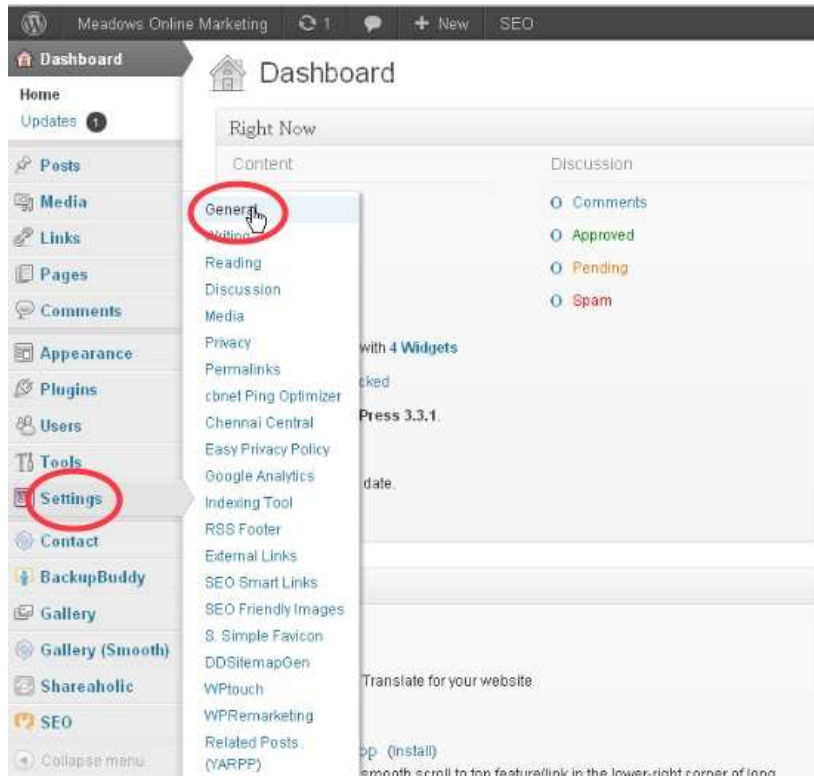 Meadows Online Marketing 1 + New SEO
Dashboard
Home
Updates 1
Posts
Media
Links
Pages
Comments
Appearance
Plugins
Users
Tools
Settings
Contact
BackupBuddy
Gallery
Gallery (Smooth)
Shareaholic
SEO
Collapse menu
Dashboard
Right Now
Content
Discussion
0 Comments
0 Approved
0 Pending
0 Spam
General
Writing
Reading
Discussion
Media
Privacy
Permalinks
cbnet Ping Optimizer
Chennai Central
Easy Privacy Policy
Google Analytics
Indexing Tool
RSS Footer
External Links
SEO Smart Links
SEO Friendly Images
S. Simple Favicon
DDSitemapGen
WPtouch
WPRemarketing
Related Posts
(YARPP)
with 4 Widgets
cked
Press 3.3.1.
date.
Translate for your website
op (Install)
smooth scroll to top feature/link in the lower-right corner of long